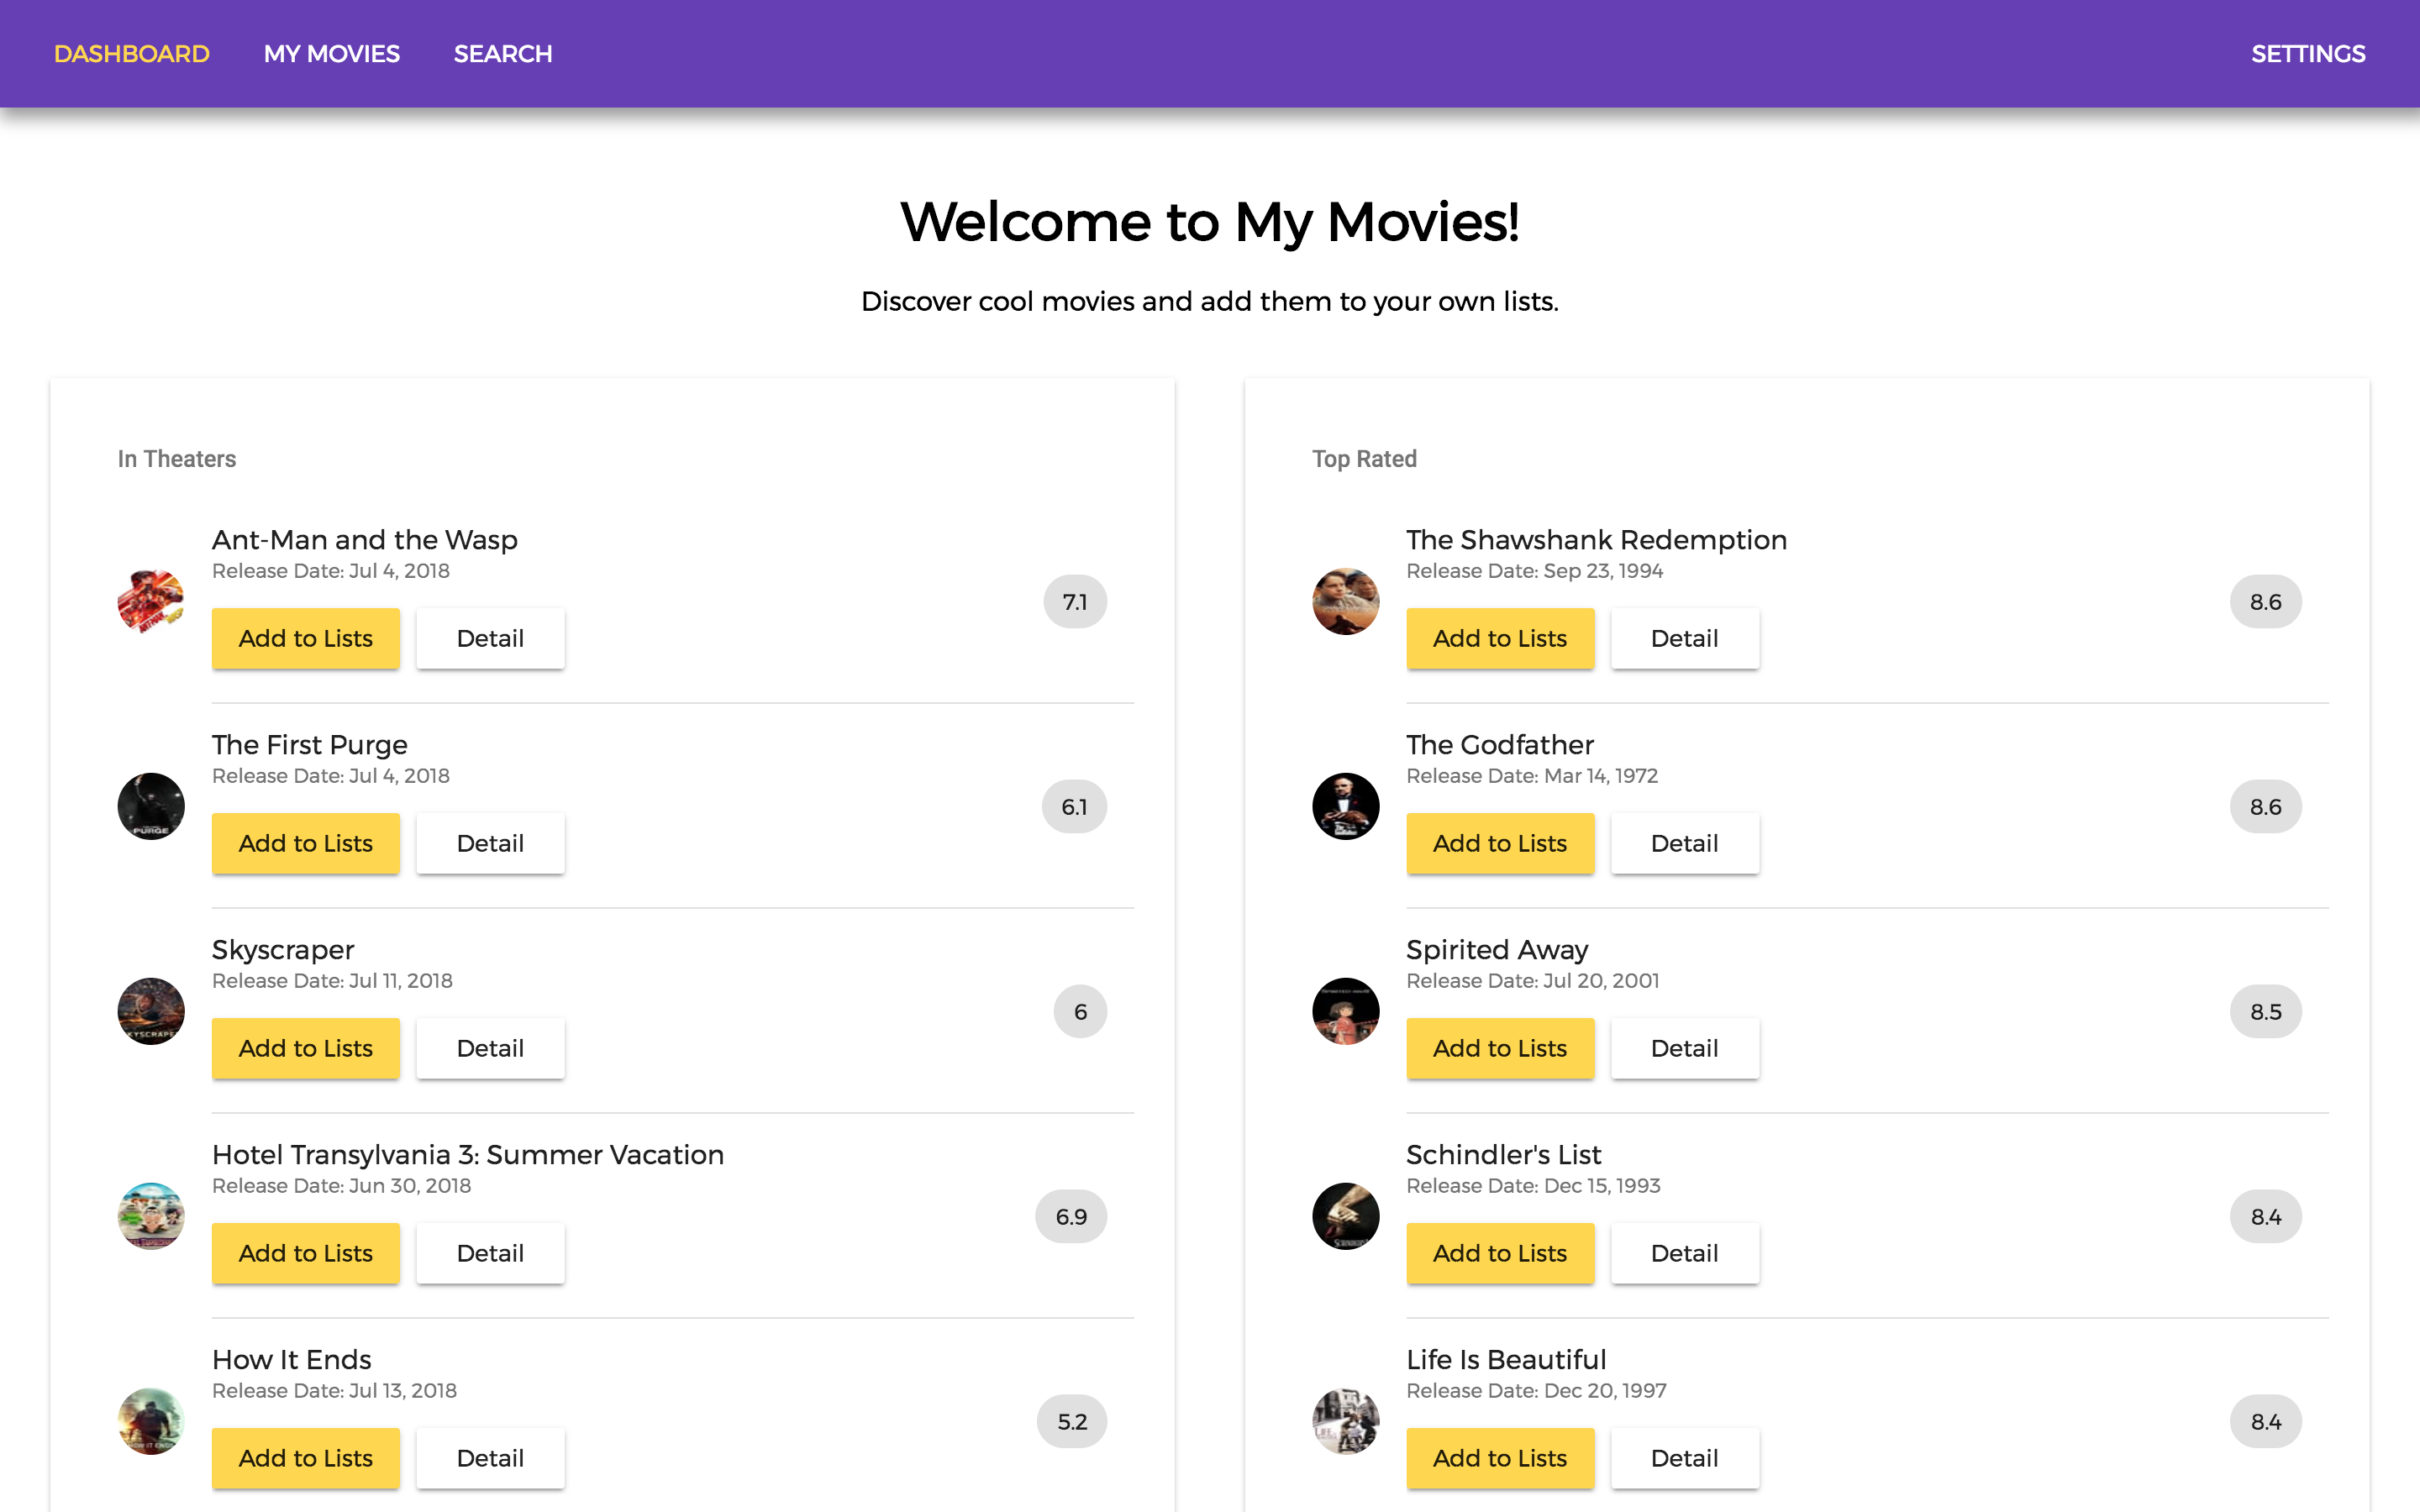 DASHBOARD MY MOVIES SEARCH SETTINGS
Welcome to My Movies!
Discover cool movies and add them to your own lists.
In Theaters
Ant-Man and the Wasp
Release Date: Jul 4, 2018
7.1
Add to Lists Detail
The First Purge
Release Date: Jul 4, 2018
6.1
Add to Lists Detail
PURGE
Skyscraper
Release Date: Jul 11, 2018
6
Add to Lists Detail
Hotel Transylvania 3: Summer Vacation
Release Date: Jun 30, 2018
6.9
Add to Lists Detail
How It Ends
Release Date: Jul 13, 2018
5.2
Add to Lists Detail
Top Rated
The Shawshank Redemption
Release Date: Sep 23, 1994
8.6
Add to Lists Detail
The Godfather
Release Date: Mar 14, 1972
8.6
Add to Lists Detail
Spirited Away
Release Date: Jul 20, 2001
8.5
Add to Lists Detail
Schindler's List
Release Date: Dec 15, 1993
8.4
Add to Lists Detail
Life Is Beautiful
Release Date: Dec 20, 1997
8.4
Add to Lists Detail